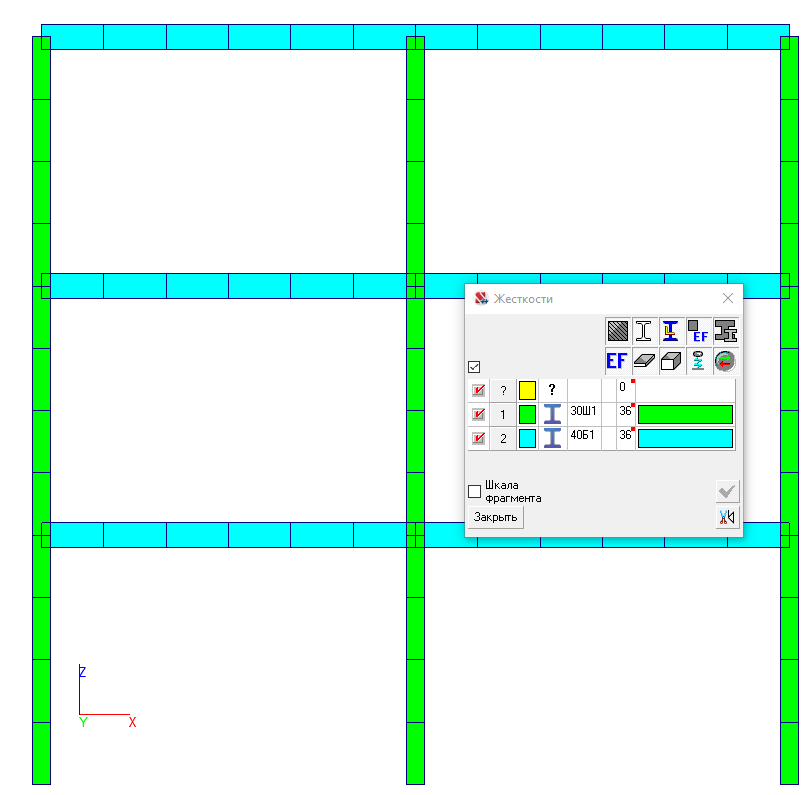 Жесткости
EF
EF
? ? 0
1 30Ш1 36
2 40Б1 36
Шкала
фрагмента
Закрыть
Z
Y X